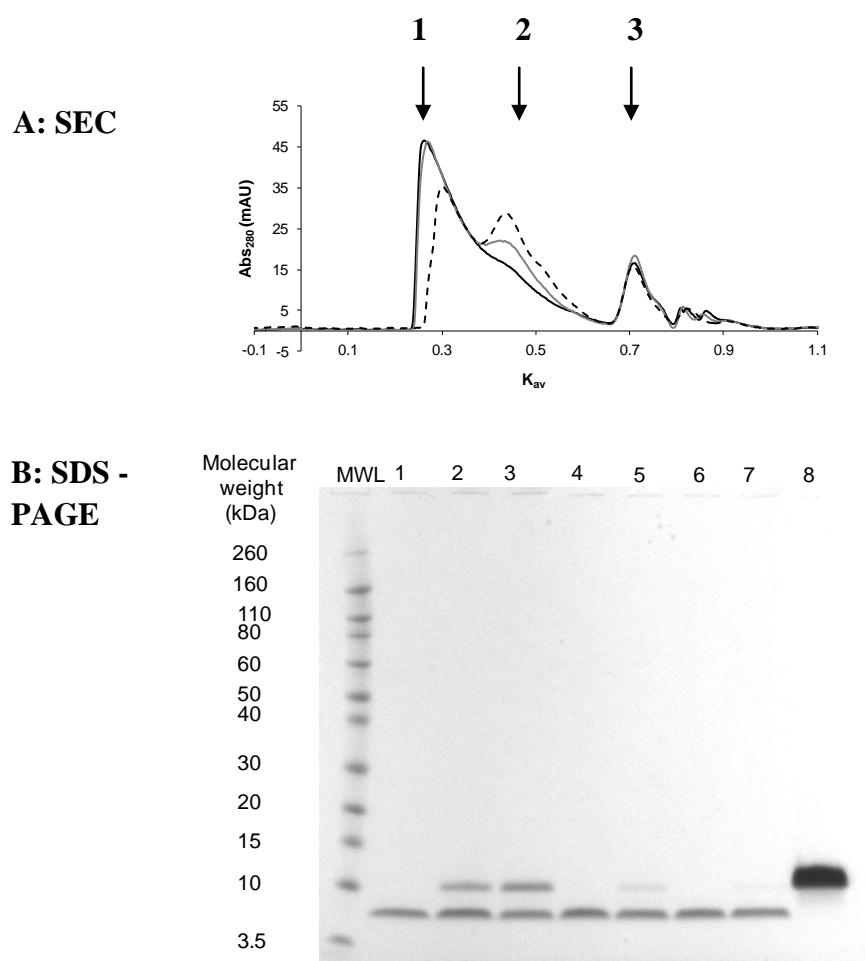 1 2 3
A: SEC
55
45
35
25
15
5
-5
Abs280 (mAU)
-0.1 0.1 0.3 0.5 0.7 0.9 1.1
Kav
B: SDS -
PAGE
Molecular
weight
(kDa)
MWL 1 2 3 4 5 6 7 8
260
160
110
80
60
50
40
30
20
15
10
3.5